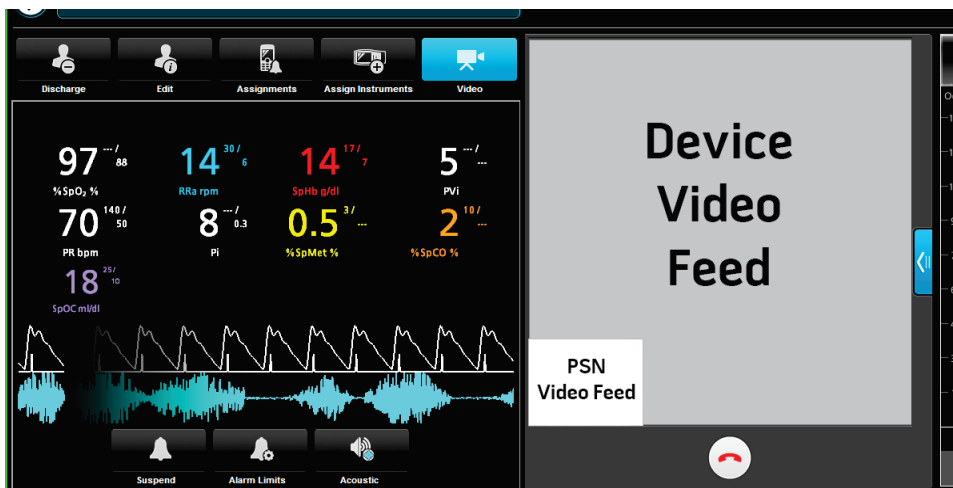 Discharge Edit Assignments Assign Instruments Video
97 ---/ 88 14 30/ 6 14 17/ 7 5 ---/ ---
%SpO₂ % RRa rpm SpHb g/dl PVi
70 140/ 50 8 ---/ 0.3 0.5 3/ --- 2 10/ ---
PR bpm Pi %SpMet % %SpCO %
18 25/ 10
SpOC ml/dl
Suspend Alarm Limits Acoustic
Device
Video
Feed
PSN
Video Feed